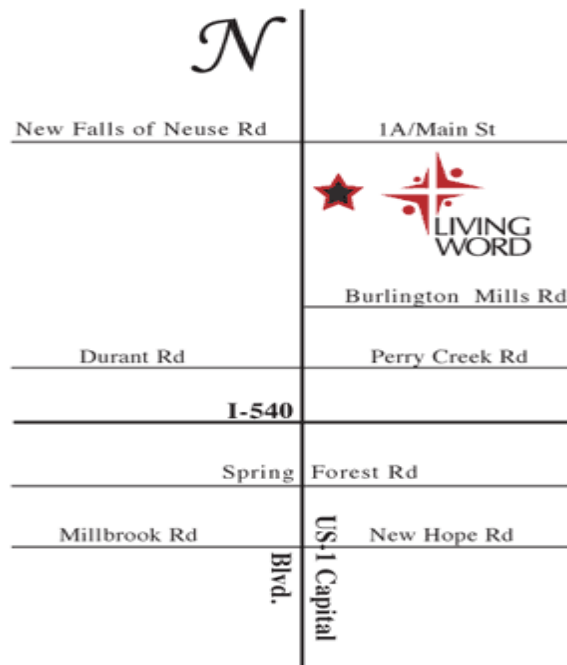 N
New Falls of Neuse Rd
1A/Main St
LIVING
WORD
Burlington Mills Rd
Durant Rd
Perry Creek Rd
I-540
Spring Forest Rd
Millbrook Rd
New Hope Rd
US-1 Capital
Blvd.